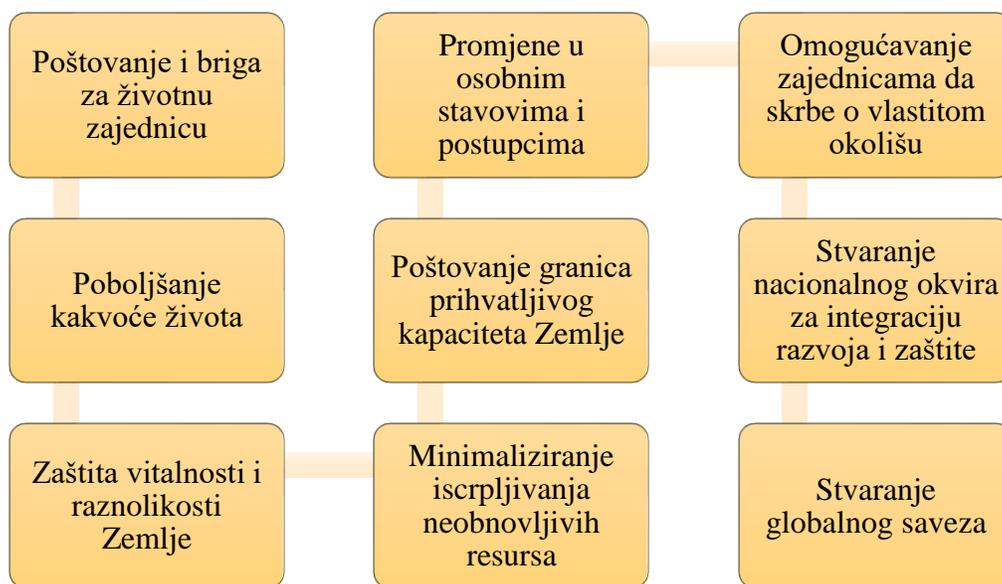 Poštovanje i briga
za životnu
zajednicu
Poboljšanje
kakvoće života
Zaštita vitalnosti i
raznolikosti
Zemlje
Minimaliziranje
iscrpljivanja
neobnovljivih
resursa
Poštovanje granica
prihvatljivog
kapaciteta Zemlje
Promjene u
osobnim
stavovima i
postupcima
Omogućavanje
zajednicama da
skrbe o vlastitom
okolišu
Stvaranje
nacionalnog okvira
za integraciju
razvoja i zaštite
Stvaranje
globalnog saveza